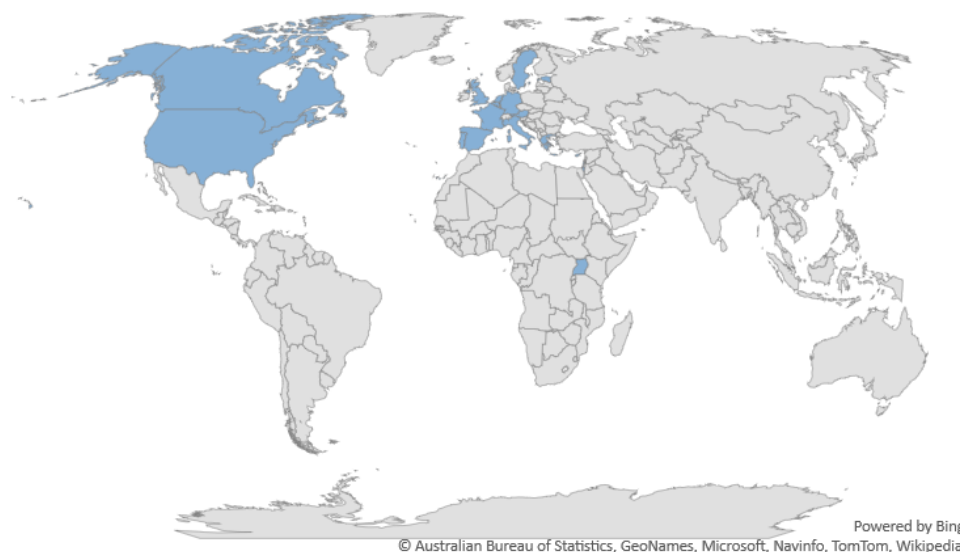 Powered by Bing
© Australian Bureau of Statistics, GeoNames, Microsoft, Navinfo, TomTom, Wikipedia